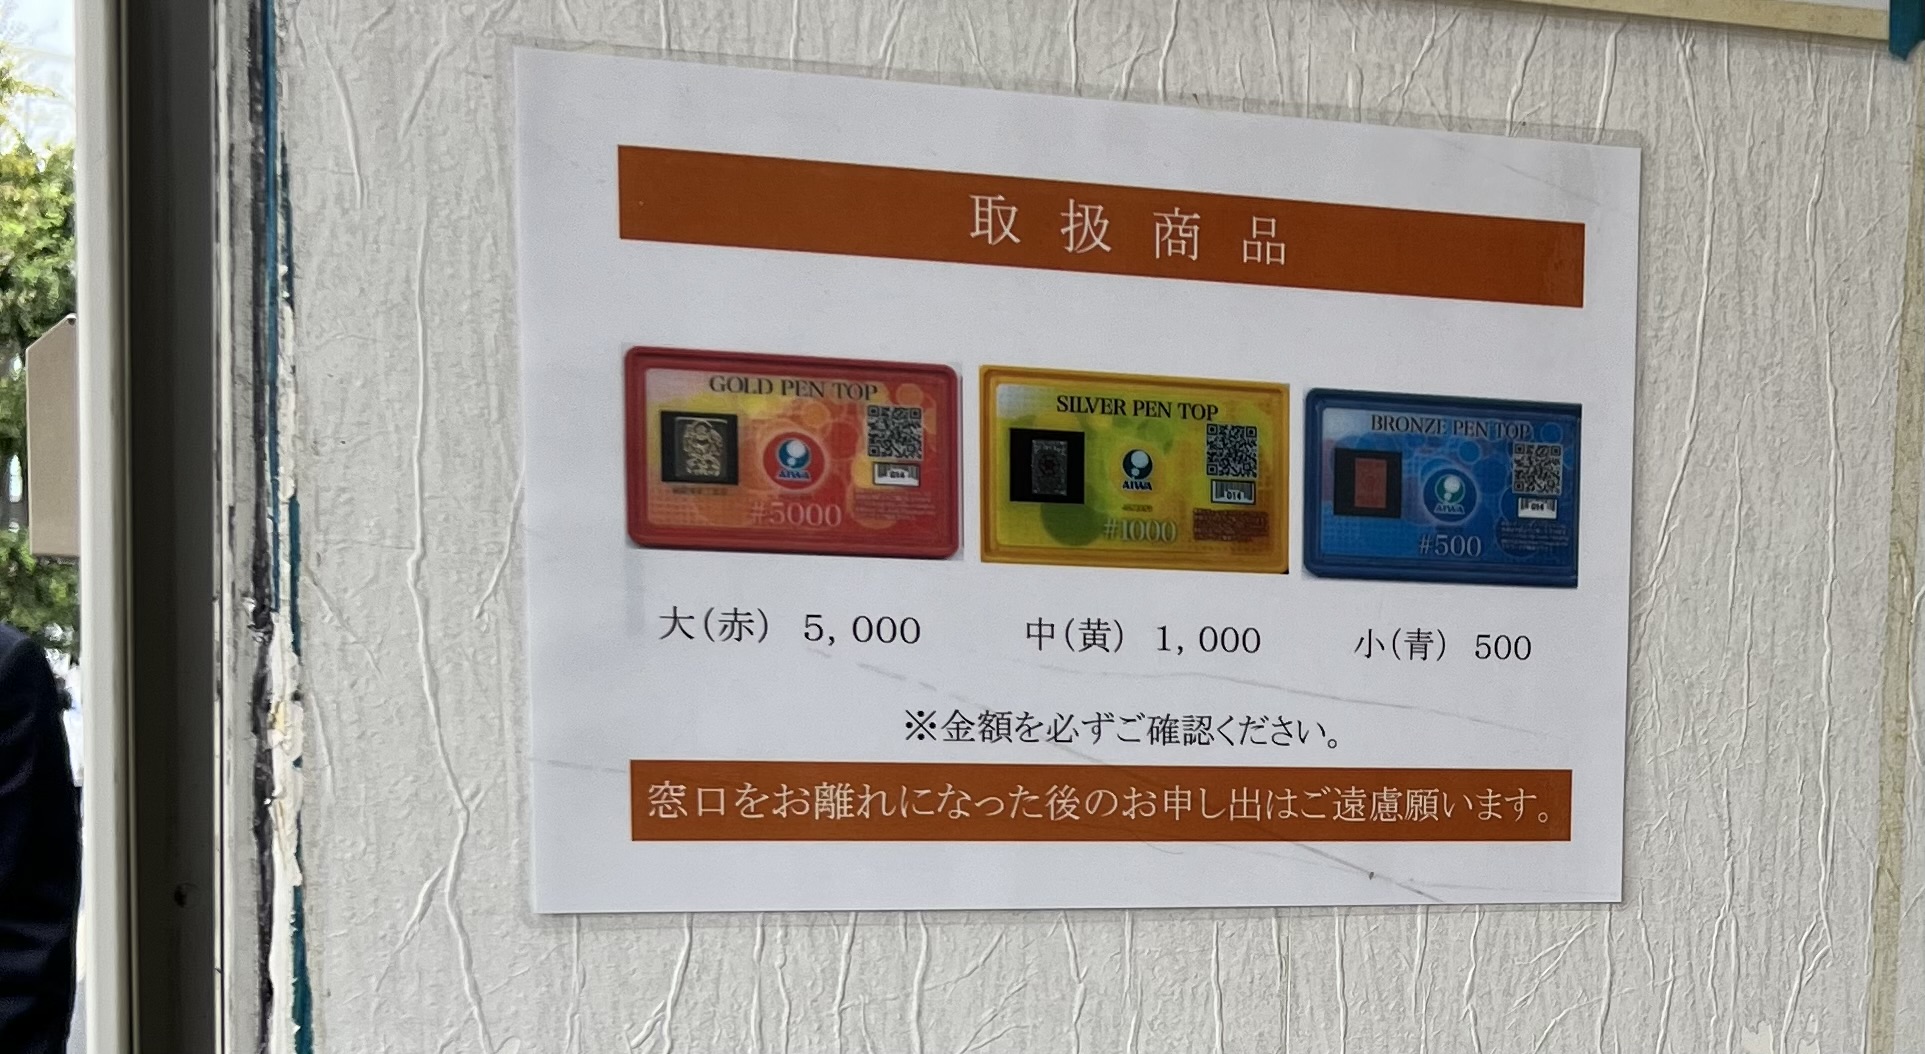 取扱商品
GOLD PEN TOP
AIWA
014
#5000
SILVER PEN TOP
AIWA
014
#1000
BRONZE PEN TOP
AIWA
014
#500
大(赤) 5,000
中(黄) 1,000
小(青) 500
※金額を必ずご確認ください。
窓口をお離れになった後のお申し出はご遠慮願います。